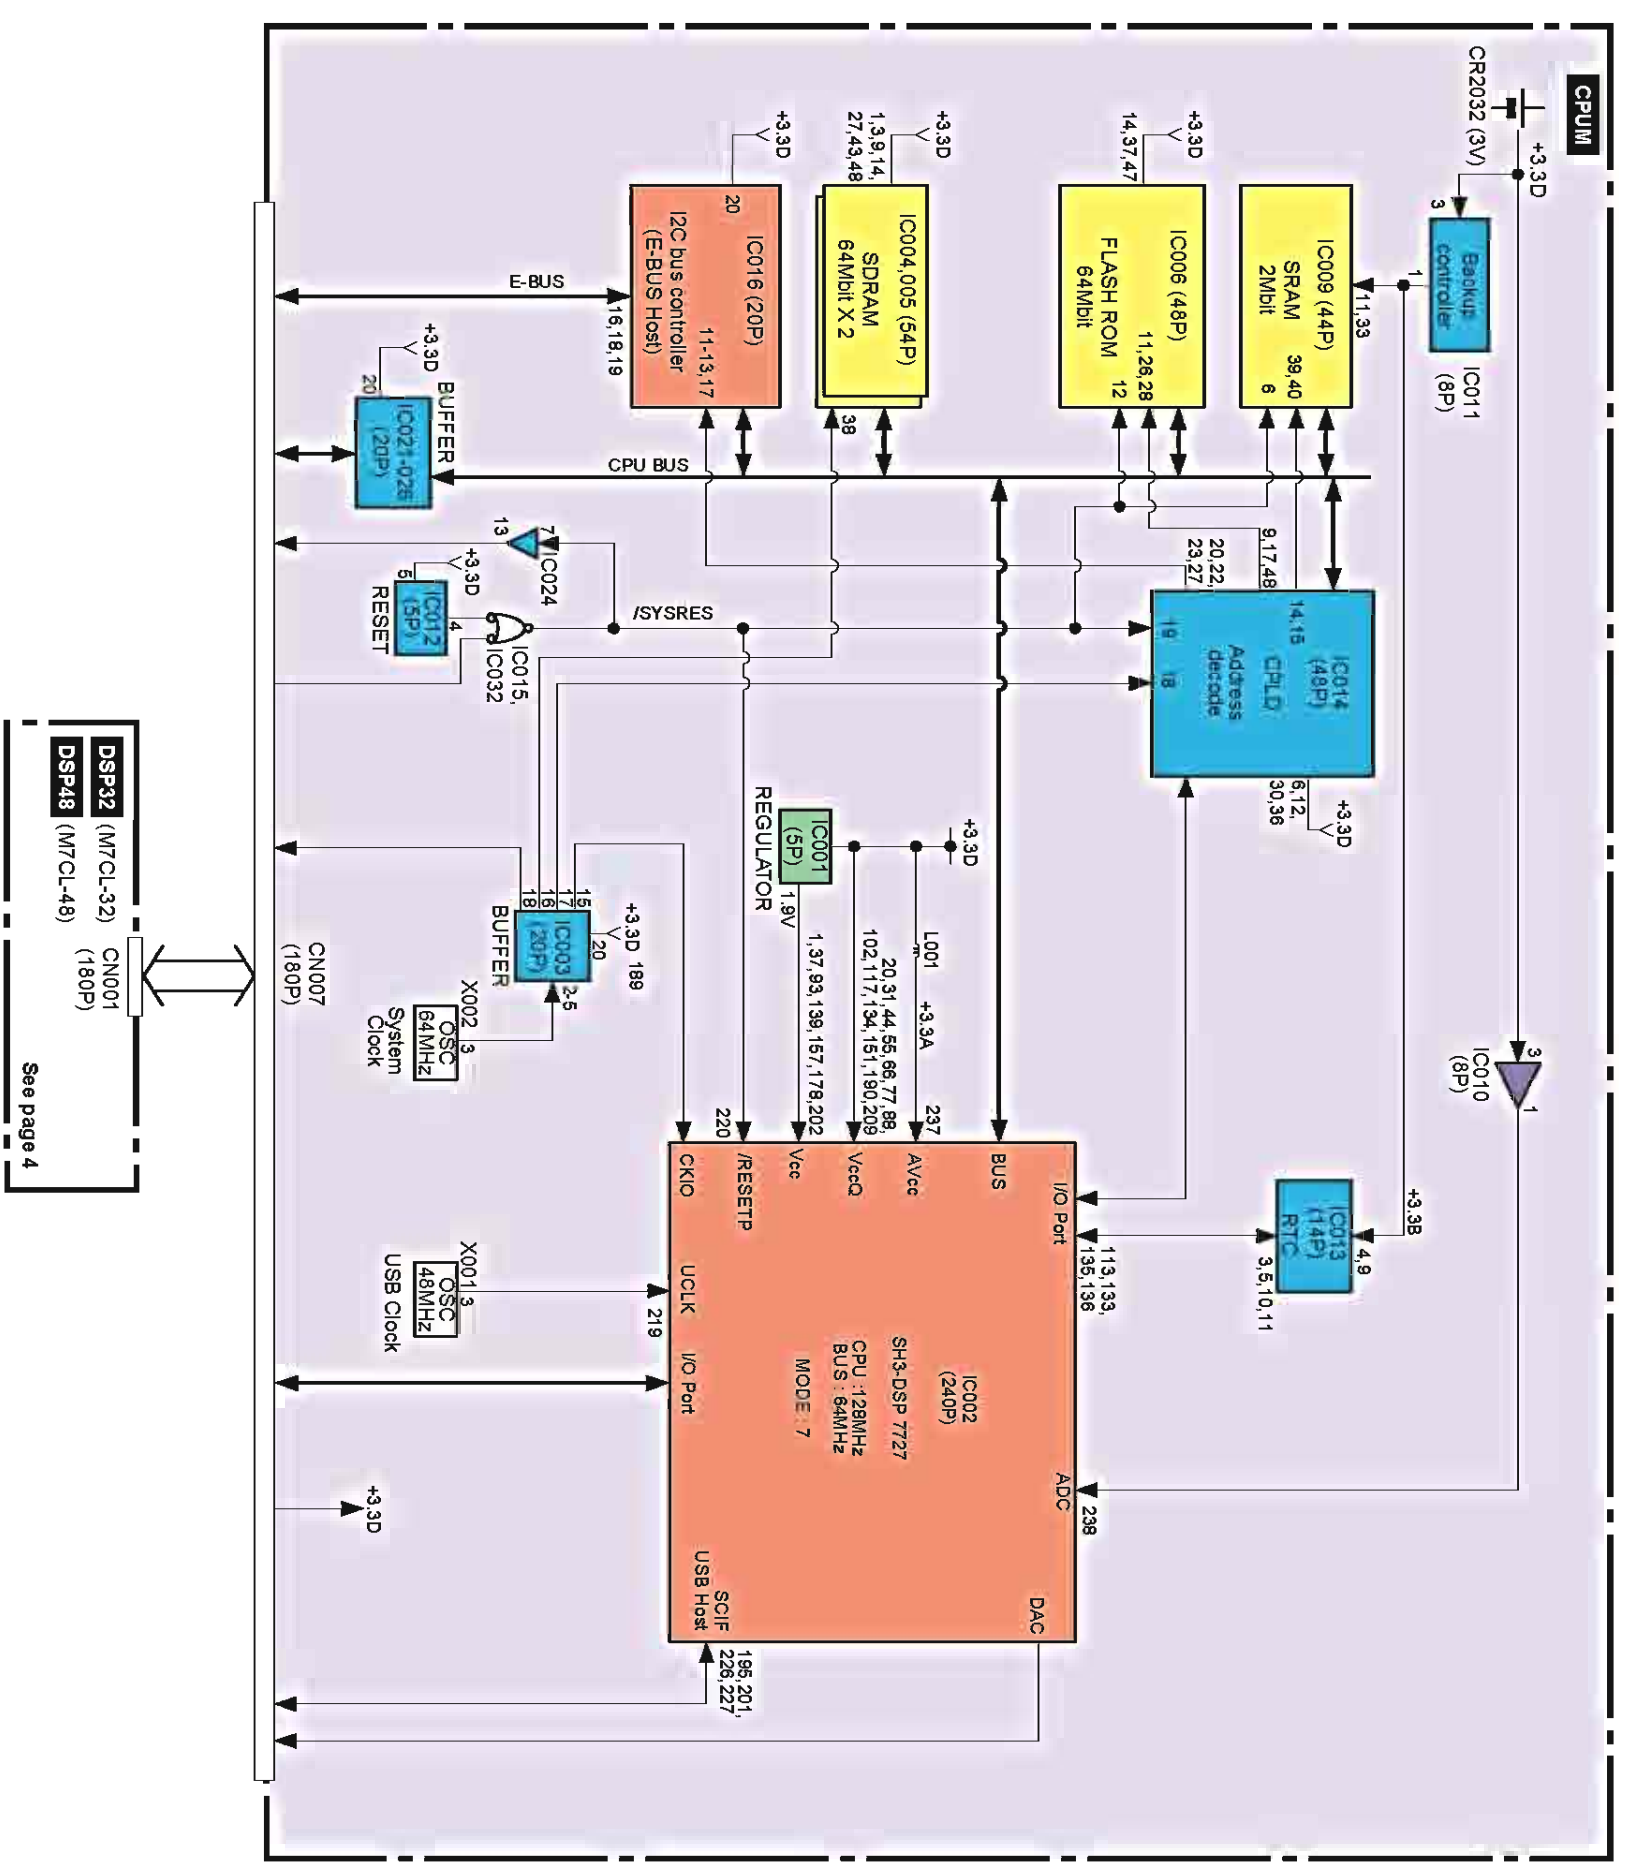 CPUM
CR2032 (3V)
+3.3D
3
Backup
controller
IC011
(8P)
1
11,33
IC009 (44P)
SRAM
2Mbit
39,40
6
+3.3D
14,37,47
IC006 (48P)
FLASH ROM
64Mbit
11,26,28
12
+3.3D
1,3,9,14,
27,43,48
IC004,005 (54P)
SDRAM
64Mbit X 2
38
+3.3D
20
IC016 (20P)
I2C bus controller
(E-BUS Host)
11-13,17
16,18,19
E-BUS
CPU BUS
+3.3D
20
BUFFER
IC021-026
(20P)
7
IC024
13
+3.3D
5
IC012
(5P)
RESET
4
IC015,
IC032
/SYSRES
9,17,48
20,22,
23,27
14,15
IC014
(48P)
CPLD
Address
decode
19
18
6,12,
30,36
+3.3D
3
IC010
(8P)
1
+3.3B
4,9
IC013
(14P)
RTC
3,5,10,11
+3.3D
IC001
(5P)
REGULATOR
1.9V
L001
+3.3A
237
20,31,44,55,66,77,88,
102,117,134,151,190,209
1,37,93,139,157,178,202
220
189
+3.3D
20
15
17
16
18
IC003
(20P)
BUFFER
2-5
X002
3
OSC
64MHz
System
Clock
X001
3
OSC
48MHz
USB Clock
113,133,
135,136
I/O Port
BUS
AVcc
VccQ
Vcc
/RESETP
CKIO
UCLK
219
I/O Port
IC002
(240P)
SH3-DSP 7727
CPU :128MHz
BUS : 64MHz
MODE : 7
ADC
238
DAC
SCIF
USB Host
195,201,
226,227
+3.3D
CN007
(180P)
DSP32 (M7CL-32)
DSP48 (M7CL-48)
CN001
(180P)
See page 4